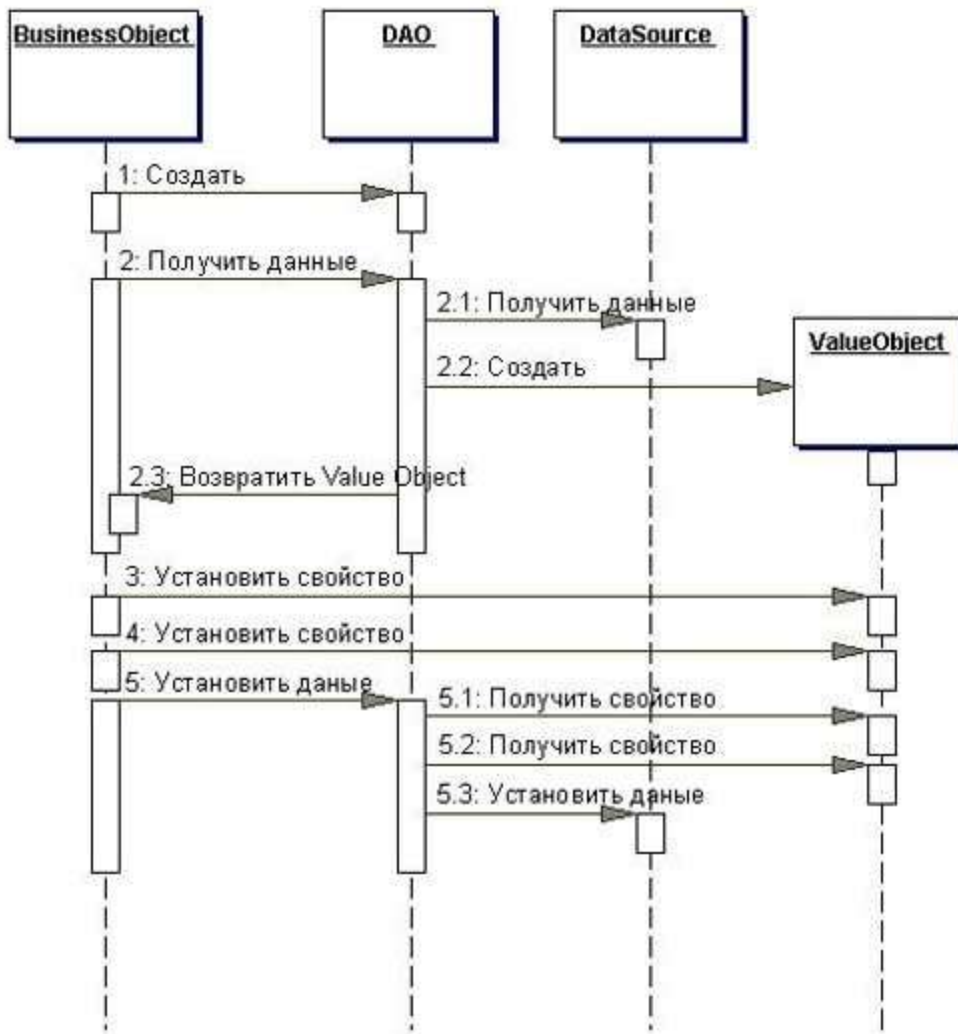 BusinessObject
DAO
DataSource
1: Создать
2: Получить данные
2.1: Получить данные
ValueObject
2.2: Создать
2.3: Возвратить Value Object
3: Установить свойство
4: Установить свойство
5: Установить даные
5.1: Получить свойство
5.2: Получить свойство
5.3: Установить даные